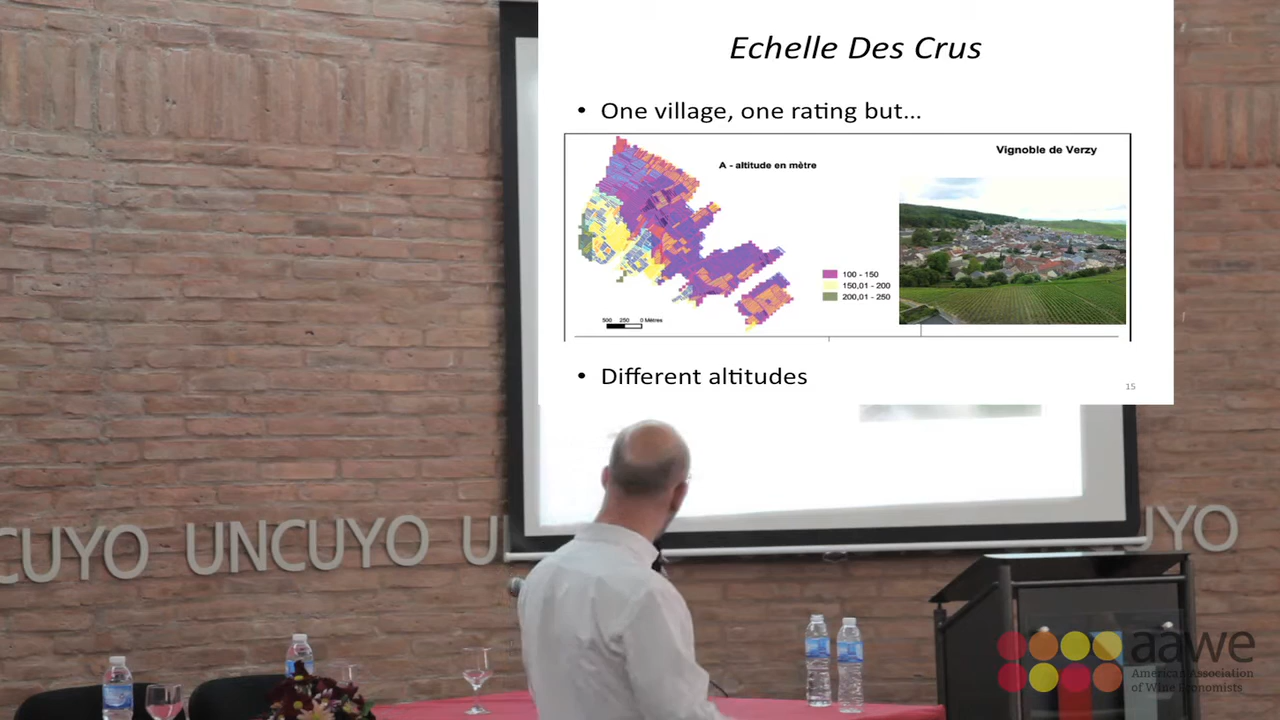 Echelle Des Crus
• One village, one rating but...
Vignoble de Verzy
A - altitude en mètre
100 - 150
150,01 - 200
200,01 - 250
500 250 0 Mètres
• Different altitudes
15
CUYO UNCUYO U UYO
aawe
American Association
of Wine Economists